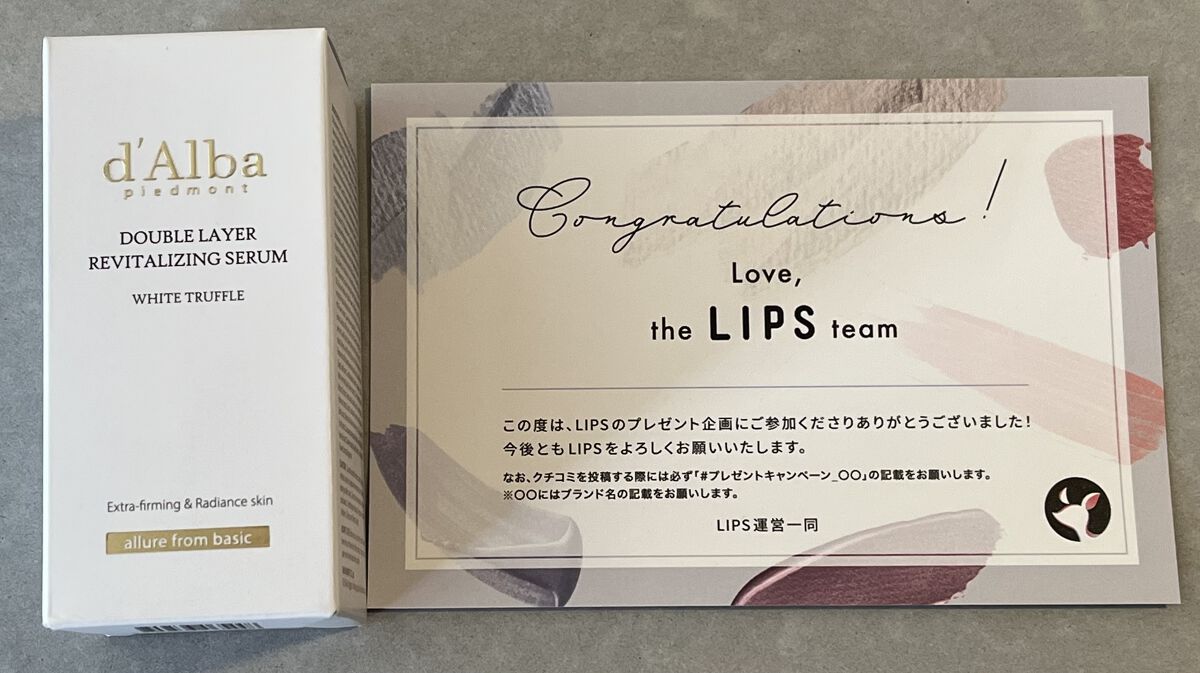 d'Alba
piedmont
DOUBLE LAYER
REVITALIZING SERUM
WHITE TRUFFLE
Extra-firming & Radiance skin
allure from basic
Congratulations!
Love,
the LIPS team
この度は、LIPSのプレゼント企画にご参加くださりありがとうございました!
今後ともLIPSをよろしくお願いいたします。
なお、クチコミを投稿する際には必ず「#プレゼントキャンペーン_〇〇」の記載をお願いします。
※〇〇にはブランド名の記載をお願いします。
LIPS運営一同